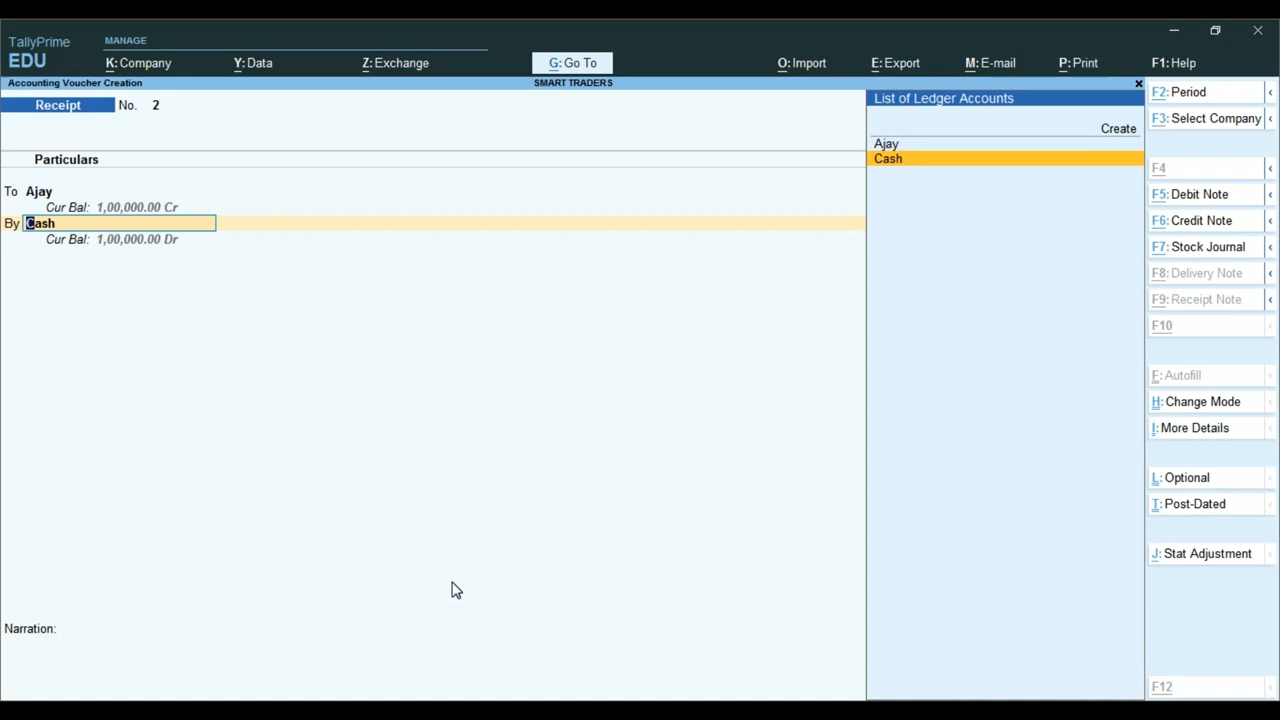 TallyPrime
EDU
MANAGE
K: Company
Y: Data
Z: Exchange
G: Go To
O: Import
E: Export
M: E-mail
P: Print
F1: Help
Accounting Voucher Creation
SMART TRADERS
Receipt No. 2
Particulars
To Ajay
Cur Bal: 1,00,000.00 Cr
By Cash
Cur Bal: 1,00,000.00 Dr
Narration:
List of Ledger Accounts
Create
Ajay
Cash
F2: Period
F3: Select Company
F4
F5: Debit Note
F6: Credit Note
F7: Stock Journal
F8: Delivery Note
F9: Receipt Note
F10
F: Autofill
H: Change Mode
I: More Details
L: Optional
T: Post-Dated
J: Stat Adjustment
F12